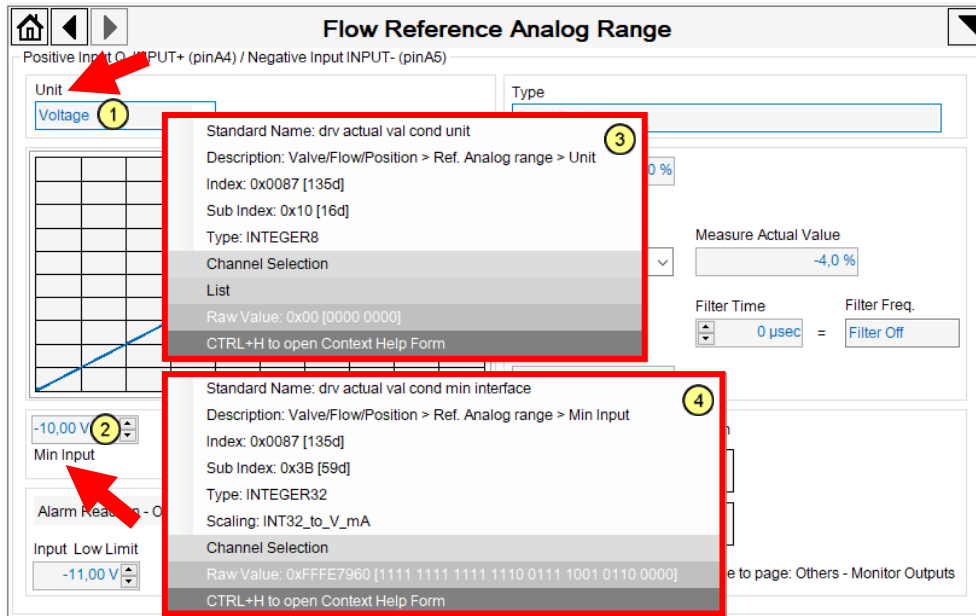 Flow Reference Analog Range
Positive Input Q_INPUT+ (pinA4) / Negative Input INPUT- (pinA5)
Unit
Type
Voltage
1
Standard Name: drv actual val cond unit
3
Description: Valve/Flow/Position > Ref. Analog range > Unit
0 %
Index: 0x0087 [135d]
Sub Index: 0x10 [16d]
Type: INTEGER8
Measure Actual Value
Channel Selection
-4,0 %
List
Filter Time
Filter Freq.
Raw Value: 0x00 [0000 0000]
0 µsec = Filter Off
CTRL+H to open Context Help Form
Standard Name: drv actual val cond min interface
4
Description: Valve/Flow/Position > Ref. Analog range > Min Input
-10,00 V
2
Index: 0x0087 [135d]
Min Input
Sub Index: 0x3B [59d]
Type: INTEGER32
Alarm - O
Scaling: INT32_to_V_mA
Input Low Limit
Channel Selection
-11,00 V
Raw Value: 0xFFFE7960 [1111 1111 1111 1110 0111 1001 0110 0000]
e to page: Others - Monitor Outputs
CTRL+H to open Context Help Form